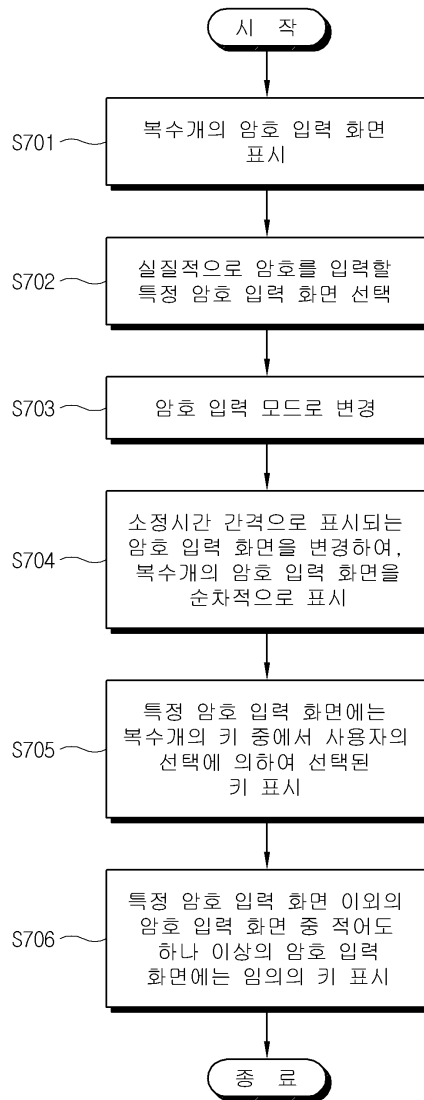 시 작
S701
복수개의 암호 입력 화면
표시
S702
실질적으로 암호를 입력할
특정 암호 입력 화면 선택
S703
암호 입력 모드로 변경
S704
소정시간 간격으로 표시되는
암호 입력 화면을 변경하여,
복수개의 암호 입력 화면을
순차적으로 표시
S705
특정 암호 입력 화면에는
복수개의 키 중에서 사용자의
선택에 의하여 선택된
키 표시
S706
특정 암호 입력 화면 이외의
암호 입력 화면 중 적어도
하나 이상의 암호 입력
화면에는 임의의 키 표시
종 료